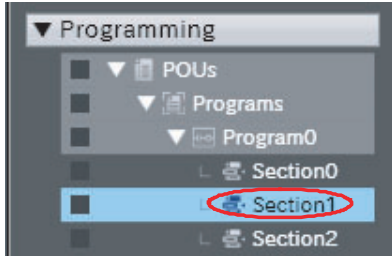 Programming
POUs
Programs
Program0
Section0
Section1
Section2